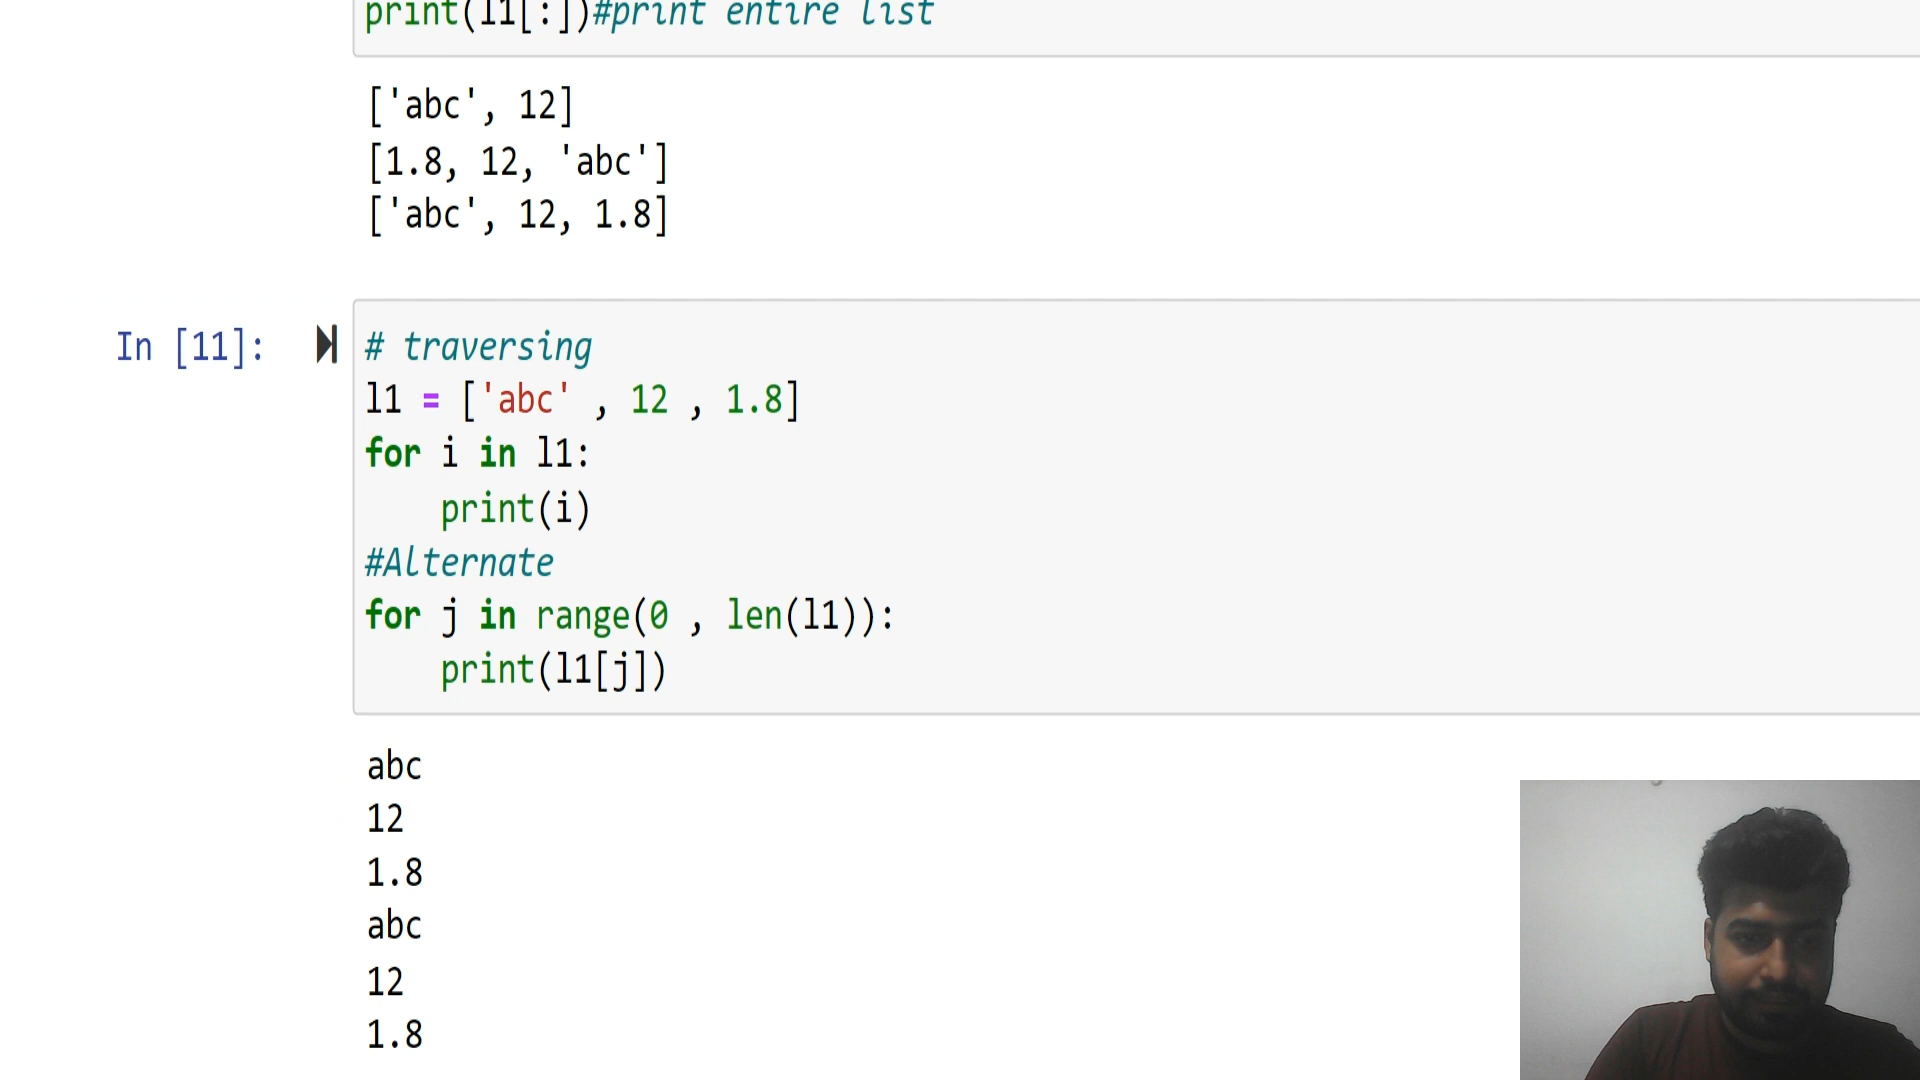 print(l1[:])#print entire list
['abc', 12]
[1.8, 12, 'abc']
['abc', 12, 1.8]
In [11]:
# traversing
l1 = ['abc' , 12 , 1.8]
for i in l1:
    print(i)
#Alternate
for j in range(0 , len(l1)):
    print(l1[j])
abc
12
1.8
abc
12
1.8